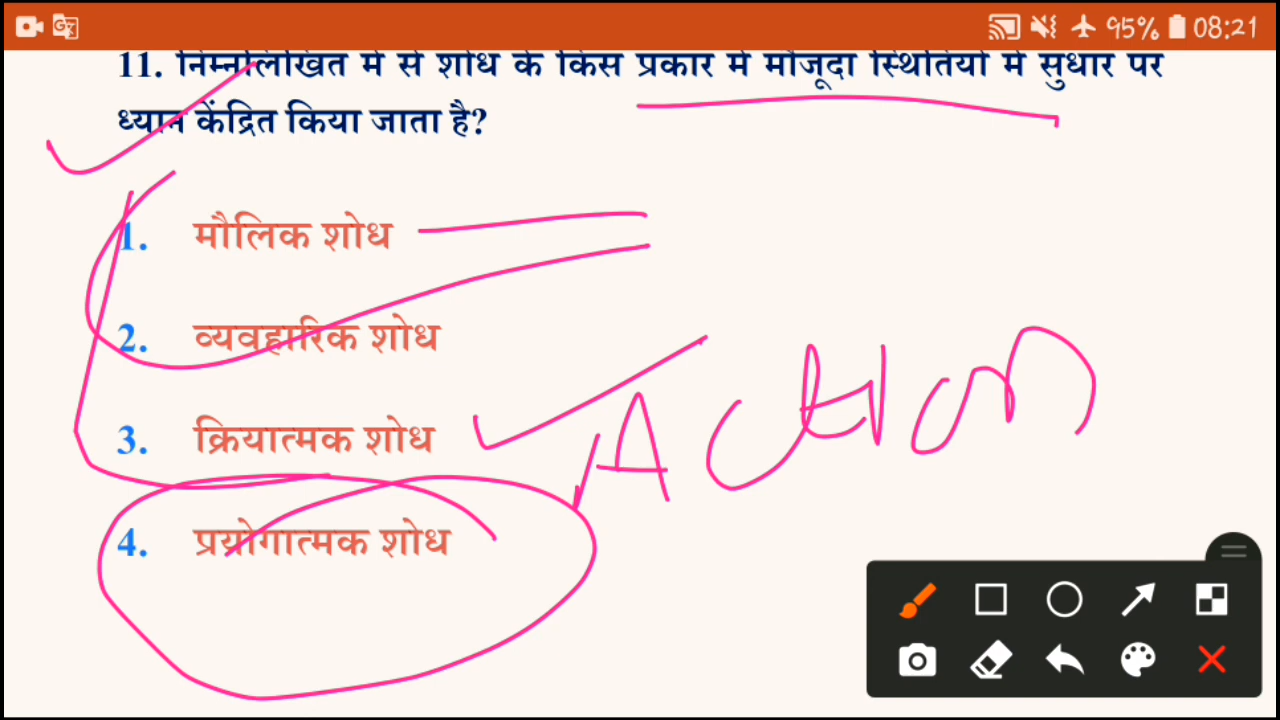 95% 08:21
11. निम्नलिखित में से शोध के किस प्रकार में मौजूदा स्थितियों में सुधार पर
ध्यान केंद्रित किया जाता है?
1. मौलिक शोध
2. व्यवहारिक शोध
3. क्रियात्मक शोध
Action
4. प्रयोगात्मक शोध